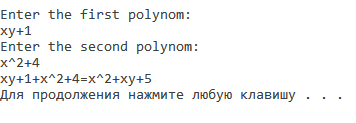 Enter the first polynom:
xy+1
Enter the second polynom:
x^2+4
xy+1+x^2+4=x^2+xy+5
Для продолжения нажмите любую клавишу . . .